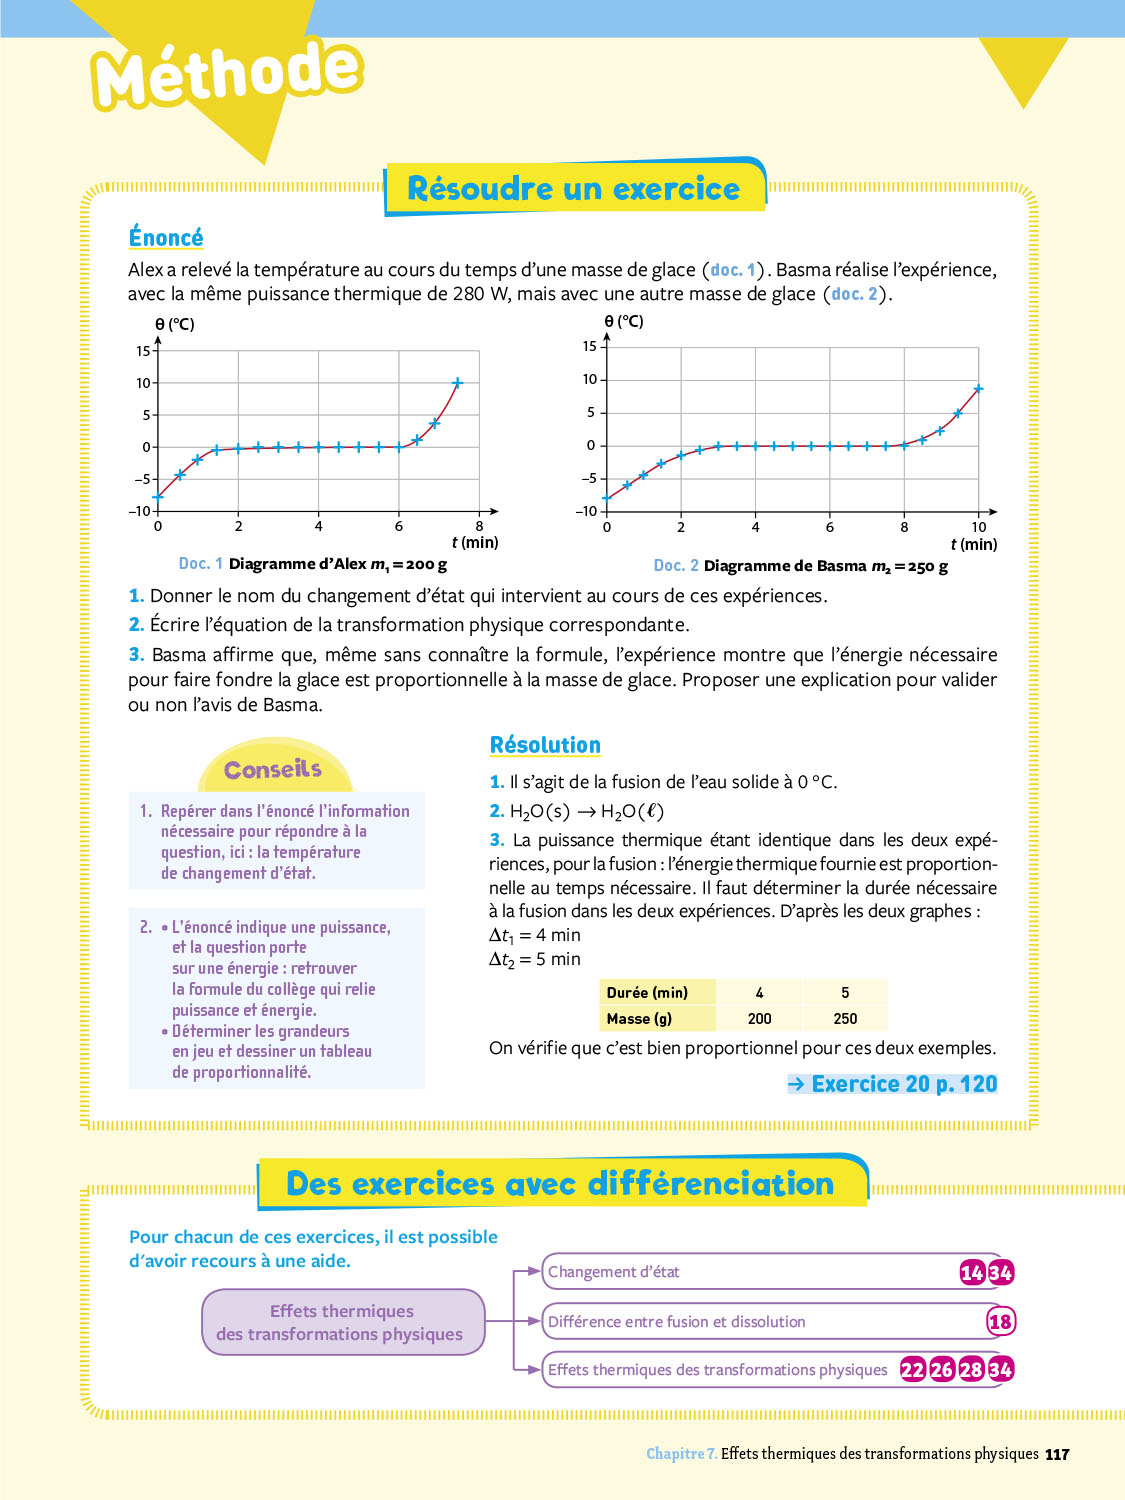 Méthode
Résoudre un exercice
Énoncé
Alex a relevé la température au cours du temps d'une masse de glace (doc. 1). Basma réalise l'expérience,
avec la même puissance thermique de 280 W, mais avec une autre masse de glace (doc. 2).
θ (°C)
15
10
5
0
–5
–10
0 2 4 6 8
t (min)
Doc. 1 Diagramme d'Alex m₁ = 200 g
θ (°C)
15
10
5
0
–5
–10
0 2 4 6 8 10
t (min)
Doc. 2 Diagramme de Basma m₂ = 250 g
1. Donner le nom du changement d'état qui intervient au cours de ces expériences.
2. Écrire l'équation de la transformation physique correspondante.
3. Basma affirme que, même sans connaître la formule, l'expérience montre que l'énergie nécessaire
pour faire fondre la glace est proportionnelle à la masse de glace. Proposer une explication pour valider
ou non l'avis de Basma.
Conseils
1. Repérer dans l'énoncé l'information
nécessaire pour répondre à la
question, ici : la température
de changement d'état.
2. • L'énoncé indique une puissance,
et la question porte
sur une énergie : retrouver
la formule du collège qui relie
puissance et énergie.
• Déterminer les grandeurs
en jeu et dessiner un tableau
de proportionnalité.
Résolution
1. Il s'agit de la fusion de l'eau solide à 0 °C.
2. H₂O(s) → H₂O(ℓ)
3. La puissance thermique étant identique dans les deux expé-
riences, pour la fusion : l'énergie thermique fournie est proportion-
nelle au temps nécessaire. Il faut déterminer la durée nécessaire
à la fusion dans les deux expériences. D'après les deux graphes :
Δt₁ = 4 min
Δt₂ = 5 min
Durée (min) 4 5
Masse (g) 200 250
On vérifie que c'est bien proportionnel pour ces deux exemples.
→ Exercice 20 p. 120
Des exercices avec différenciation
Pour chacun de ces exercices, il est possible
d'avoir recours à une aide.
Effets thermiques
des transformations physiques
Changement d'état 14 34
Différence entre fusion et dissolution 18
Effets thermiques des transformations physiques 22 26 28 34
Chapitre 7. Effets thermiques des transformations physiques 117